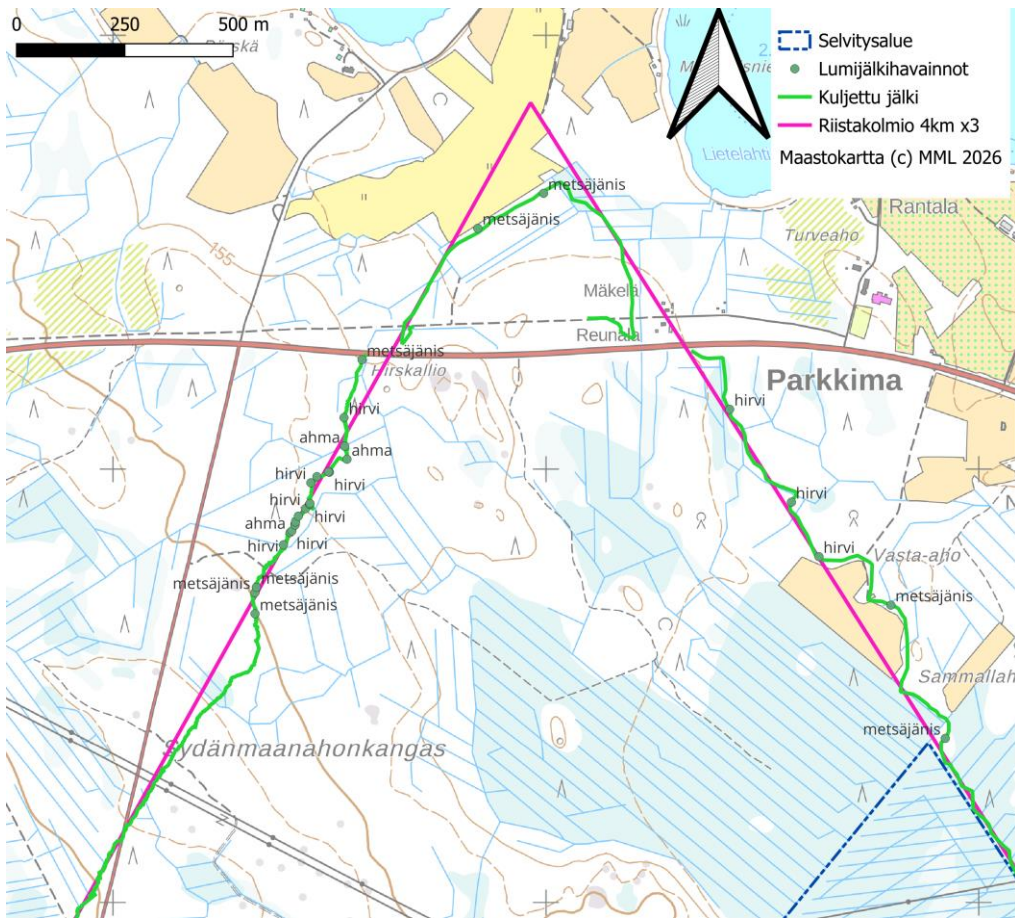 0 250 500 m
Selvitysalue
Lumijälkihavainnot
Kuljettu jälki
Riistakolmio 4km x3
Maastokartta (c) MML 2026
Lietelahti
155
Rantala
Turveaho
metsäjänis
metsäjänis
Mäkelä
Reunala
metsäjänis
Hirskallio
Parkkima
hirvi
hirvi
ahma
ahma
hirvi
hirvi
hirvi
hirvi
hirvi
ahma
hirvi
hirvi
hirvi
Vasta-aho
metsäjänis
metsäjänis
metsäjänis
metsäjänis
Sammallah
metsäjänis
Sydänmaanahonkangas